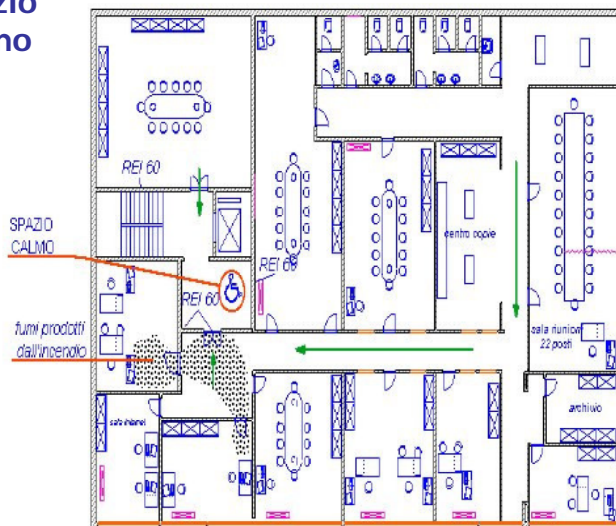 zio
no
REI 60
SPAZIO
CALMO
REI 60
REI 60
centro copie
fumi prodotti
dall'incendio
sala riunioni
22 posti
archivio